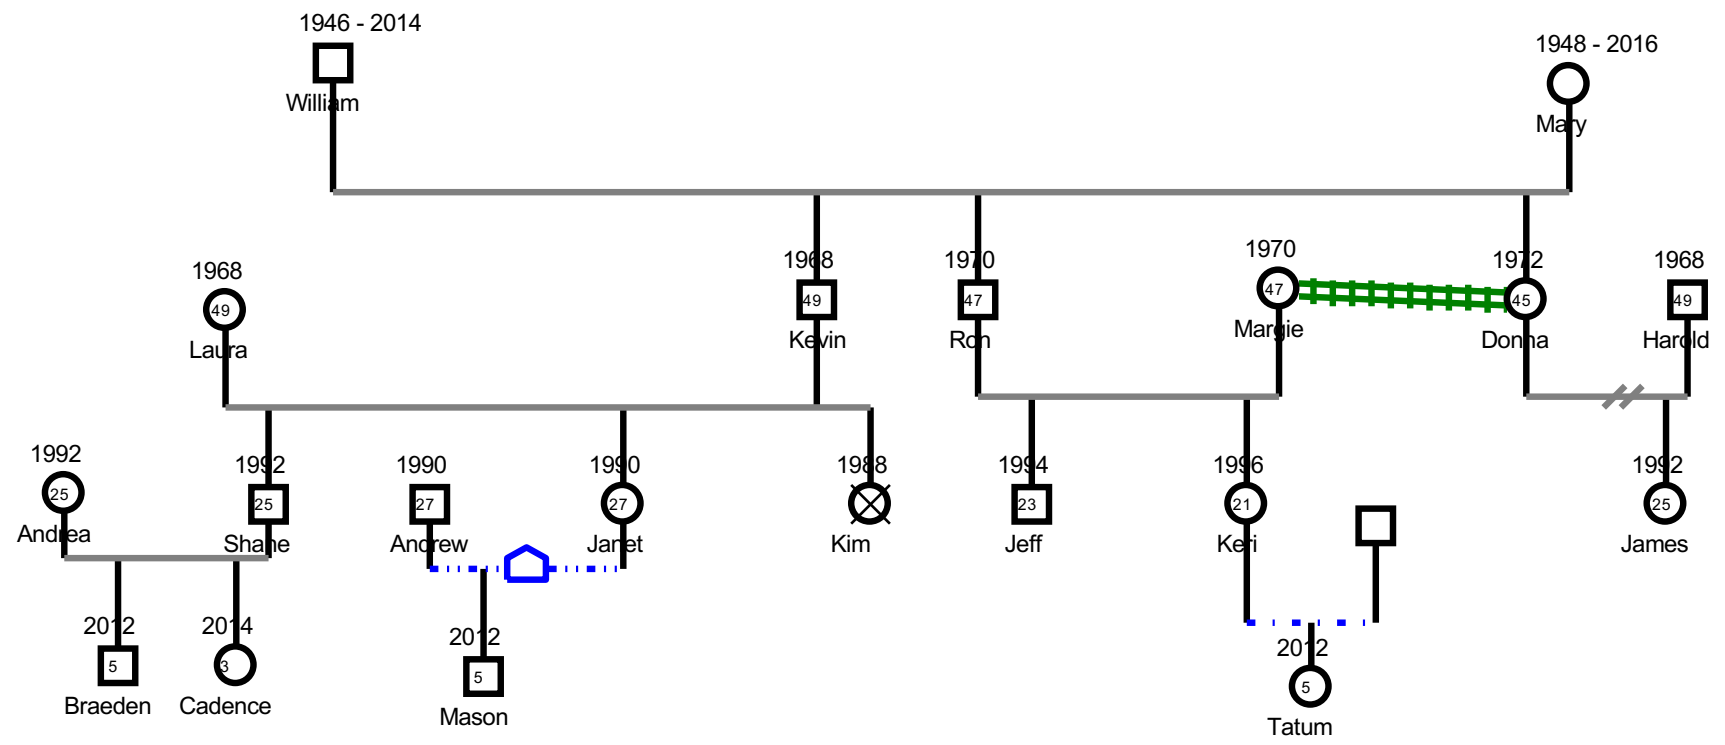 1946 - 2014
William
1948 - 2016
Mary
1968
49
Laura
1968
49
Kevin
1970
47
Ron
1970
47
Margie
1972
45
Donna
1968
49
Harold
1992
25
Andrea
1992
25
Shane
1990
27
Andrew
1990
27
Janet
1988
Kim
1994
23
Jeff
1996
21
Keri
1992
25
James
2012
5
Braeden
2014
3
Cadence
2012
5
Mason
2012
5
Tatum